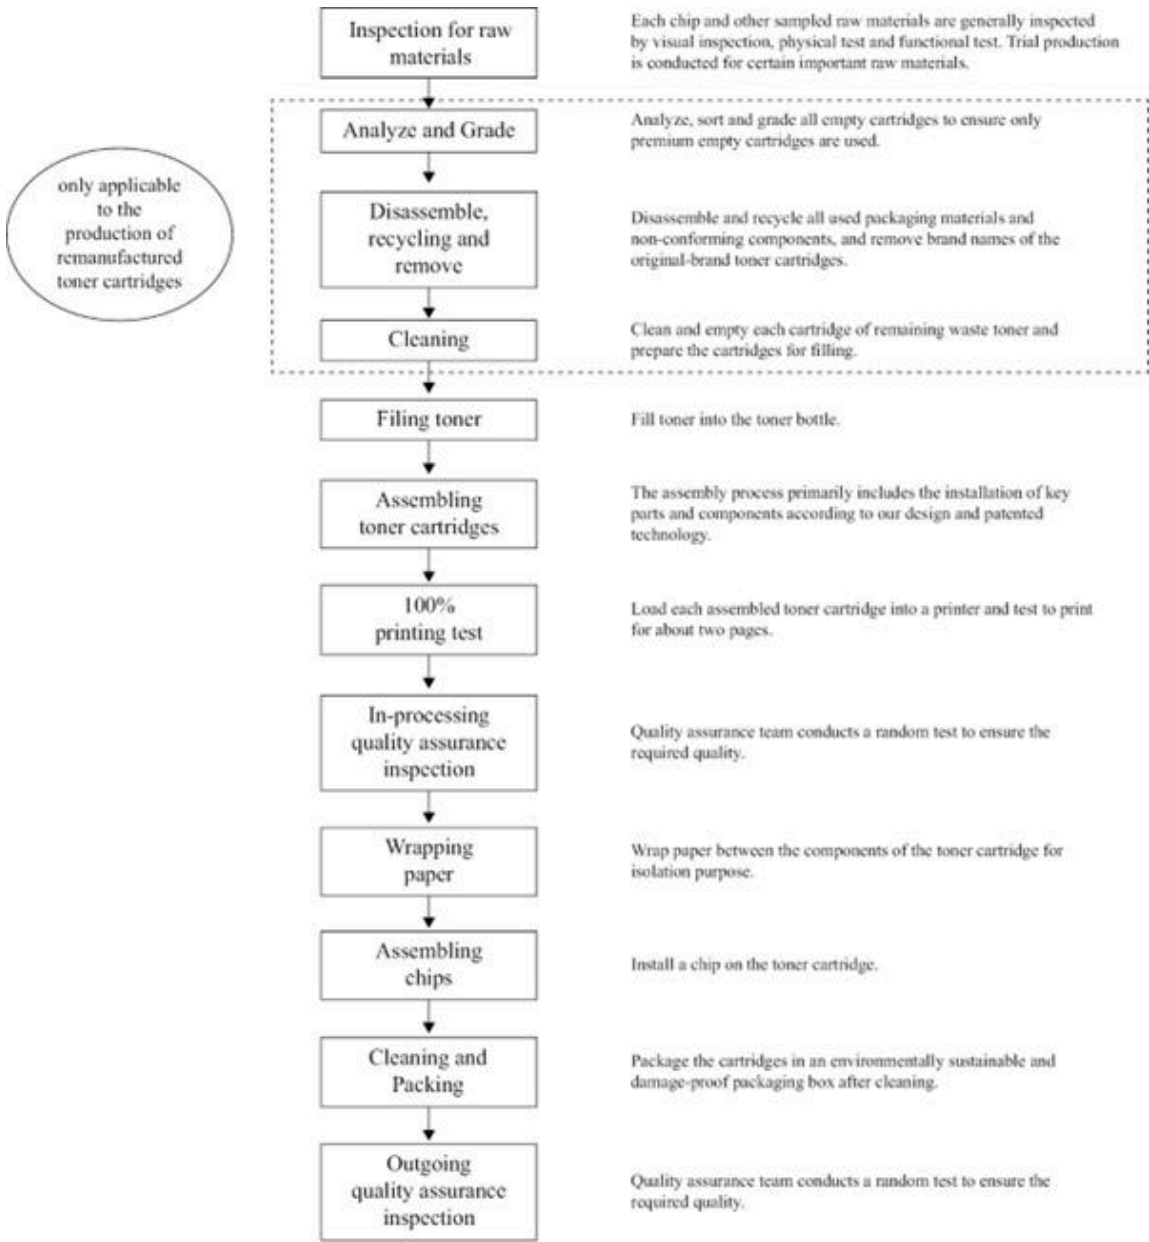 Inspection for raw
materials
Each chip and other sampled raw materials are generally inspected
by visual inspection, physical test and functional test. Trial production
is conducted for certain important raw materials.
only applicable
to the
production of
remanufactured
toner cartridges
Analyze and Grade
Analyze, sort and grade all empty cartridges to ensure only
premium empty cartridges are used.
Disassemble,
recycling and
remove
Disassemble and recycle all used packaging materials and
non-conforming components, and remove brand names of the
original-brand toner cartridges.
Cleaning
Clean and empty each cartridge of remaining waste toner and
prepare the cartridges for filling.
Filing toner
Fill toner into the toner bottle.
Assembling
toner cartridges
The assembly process primarily includes the installation of key
parts and components according to our design and patented
technology.
100%
printing test
Load each assembled toner cartridge into a printer and test to print
for about two pages.
In-processing
quality assurance
inspection
Quality assurance team conducts a random test to ensure the
required quality.
Wrapping
paper
Wrap paper between the components of the toner cartridge for
isolation purpose.
Assembling
chips
Install a chip on the toner cartridge.
Cleaning and
Packing
Package the cartridges in an environmentally sustainable and
damage-proof packaging box after cleaning.
Outgoing
quality assurance
inspection
Quality assurance team conducts a random test to ensure the
required quality.